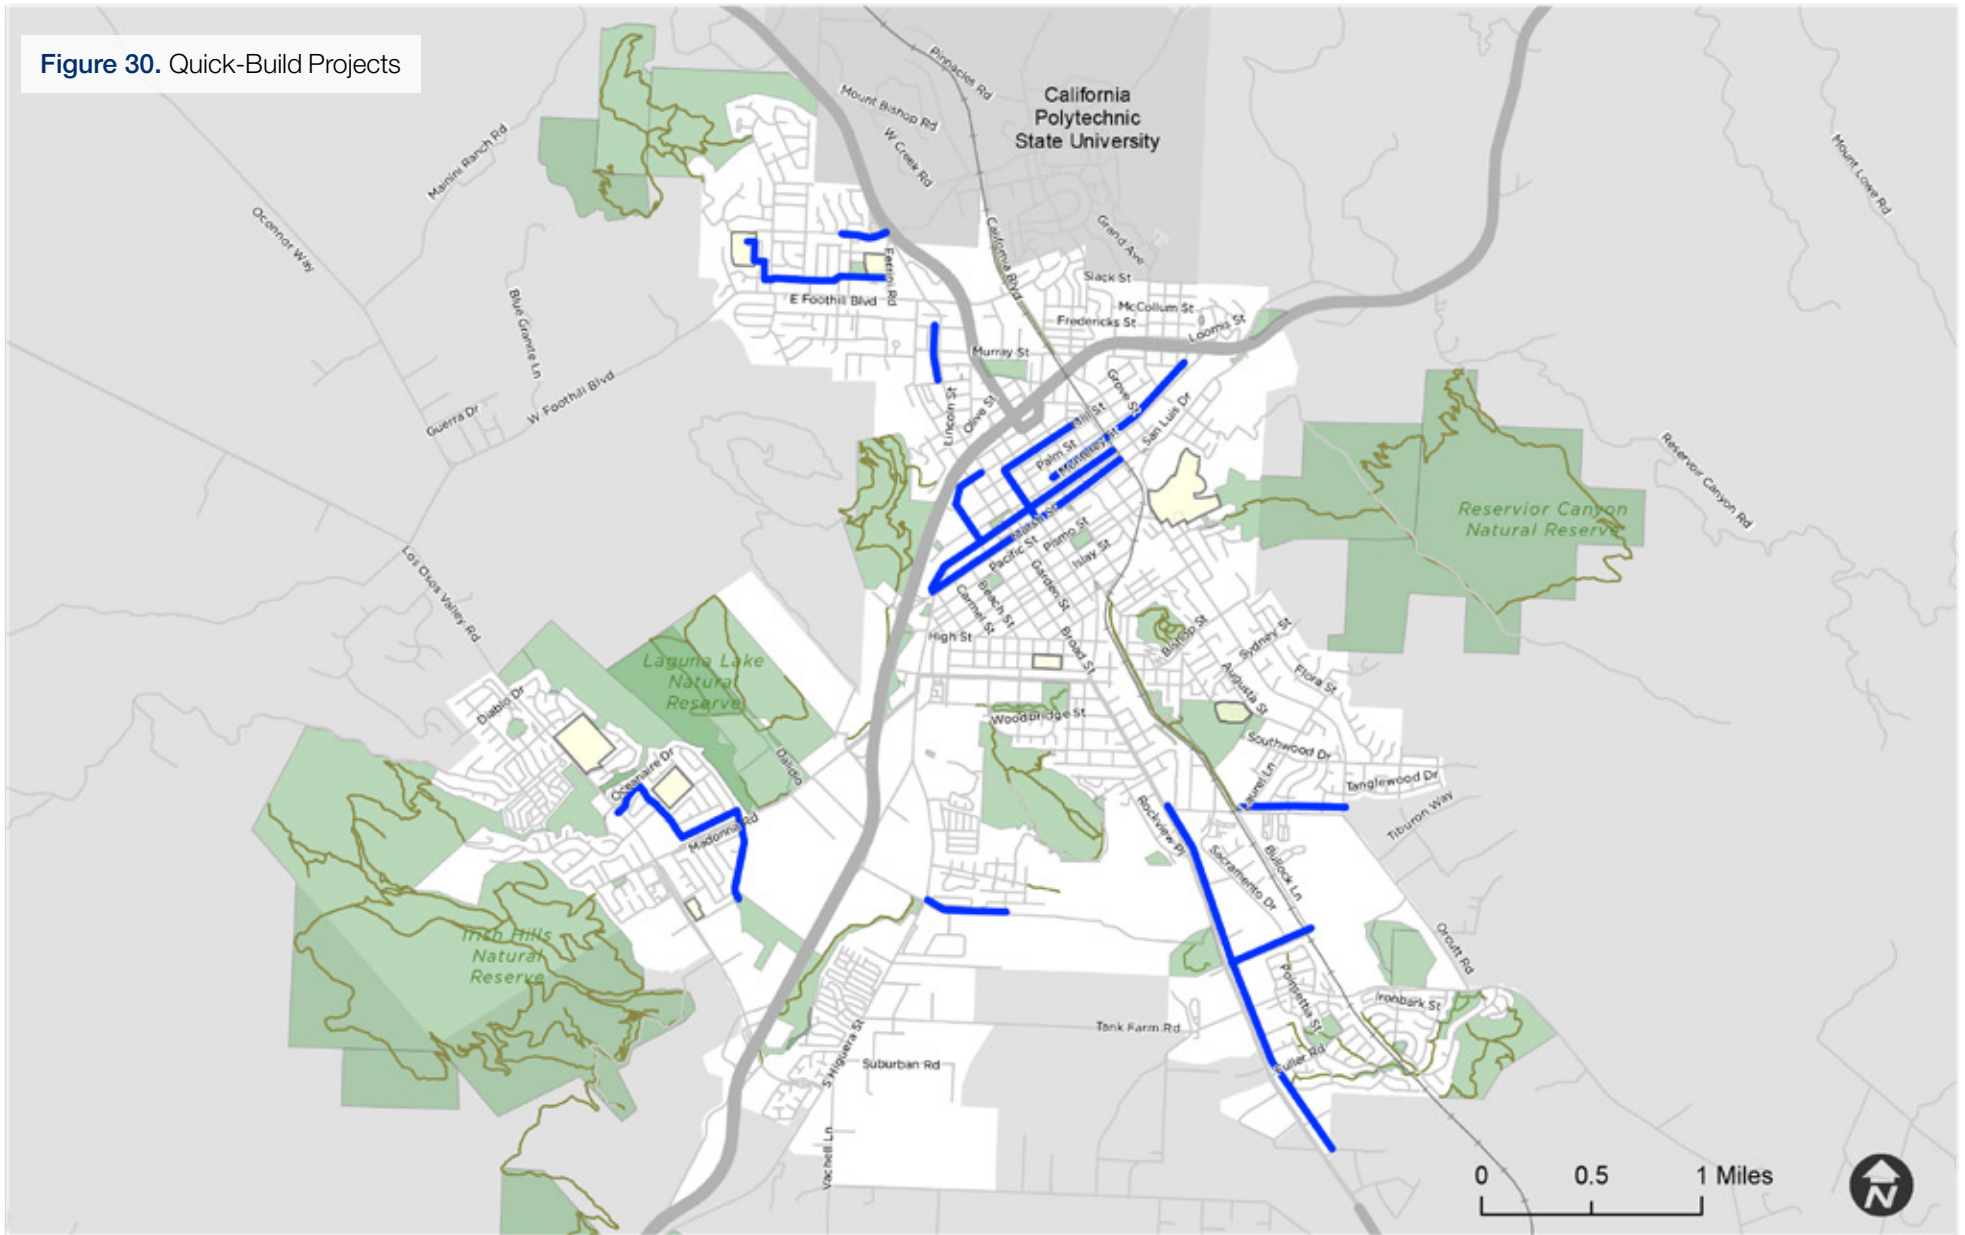 Figure 30. Quick-Build Projects
Pinnacles Rd
Mount Bishop Rd
W Creek Rd
California
Polytechnic
State University
Mainini Ranch Rd
Mount Lowe Rd
Oconnor Way
Grand Ave
California Blvd
Ferrini Rd
Slack St
E Foothill Blvd
McCollum St
Fredericks St
Loomis St
Blue Granite Ln
Murray St
W Foothill Blvd
Guerra Dr
Lincoln St
Olive St
Grove St
Mill St
San Luis Dr
Palm St
Monterey St
Reservoir Canyon Rd
Reservior Canyon
Natural Reserve
Marsh St
Pacific St
Pismo St
Islay St
Garden St
Beach St
Carmel St
Los Osos Valley Rd
High St
Broad St
Bishop St
Sydney St
Flora St
Augusta St
Laguna Lake
Natural
Reserve
Diablo Dr
Woodbridge St
Southwood Dr
Tanglewood Dr
Laurel Ln
Dalidio
Oceanaire Dr
Madonna Rd
Rockview Pl
Tiburon Way
Sacramento Dr
Bullock Ln
Orcutt Rd
Irish Hills
Natural
Reserve
Poinsettia St
Ironbark St
Tank Farm Rd
S Higuera St
Suburban Rd
Fuller Rd
Vachell Ln
0 0.5 1 Miles
N